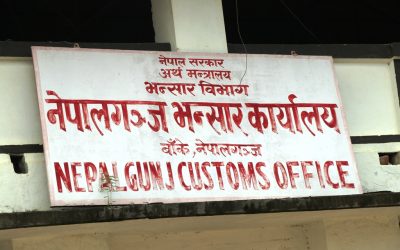 नेपाल सरकार
अर्थ मन्त्रालय
भन्सार विभाग
नेपालगञ्ज भन्सार कार्यालय
बाँके, नेपालगञ्ज
NEPALGUNJ CUSTOMS OFFICE